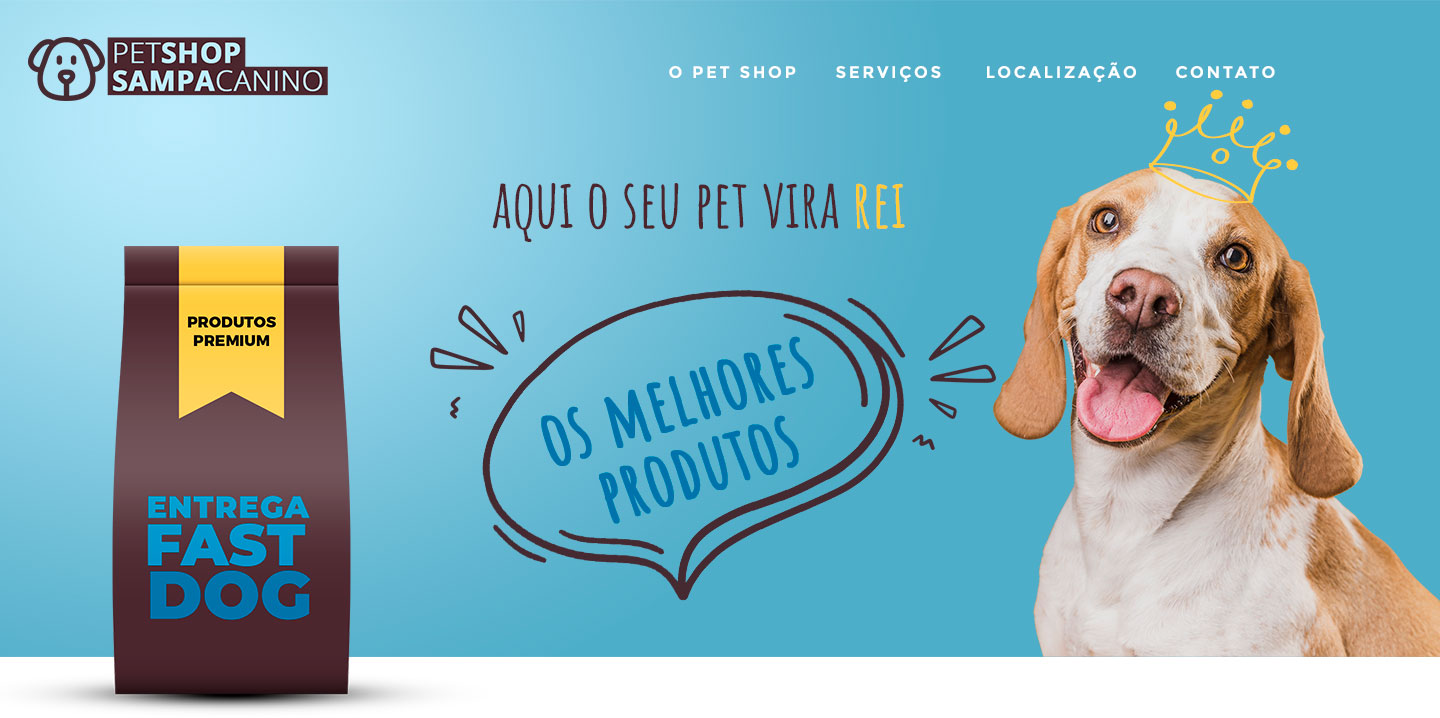 PETSHOP
SAMPACANINO
O PET SHOP SERVIÇOS LOCALIZAÇÃO CONTATO
AQUI O SEU PET VIRA REI
PRODUTOS
PREMIUM
OS MELHORES
PRODUTOS
ENTREGA
FAST
DOG